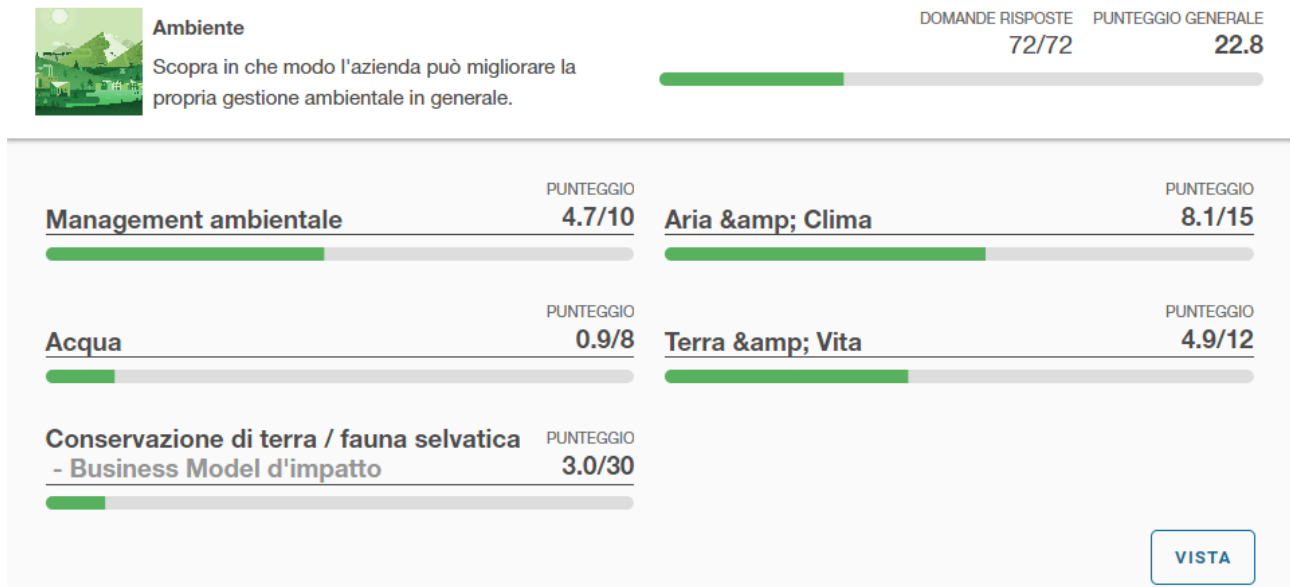 Ambiente
Scopra in che modo l'azienda può migliorare la
propria gestione ambientale in generale.
DOMANDE RISPOSTE PUNTEGGIO GENERALE
72/72 22.8
PUNTEGGIO
Management ambientale 4.7/10
PUNTEGGIO
Aria &amp; Clima 8.1/15
PUNTEGGIO
Acqua 0.9/8
PUNTEGGIO
Terra &amp; Vita 4.9/12
Conservazione di terra / fauna selvatica PUNTEGGIO
- Business Model d'impatto 3.0/30
VISTA